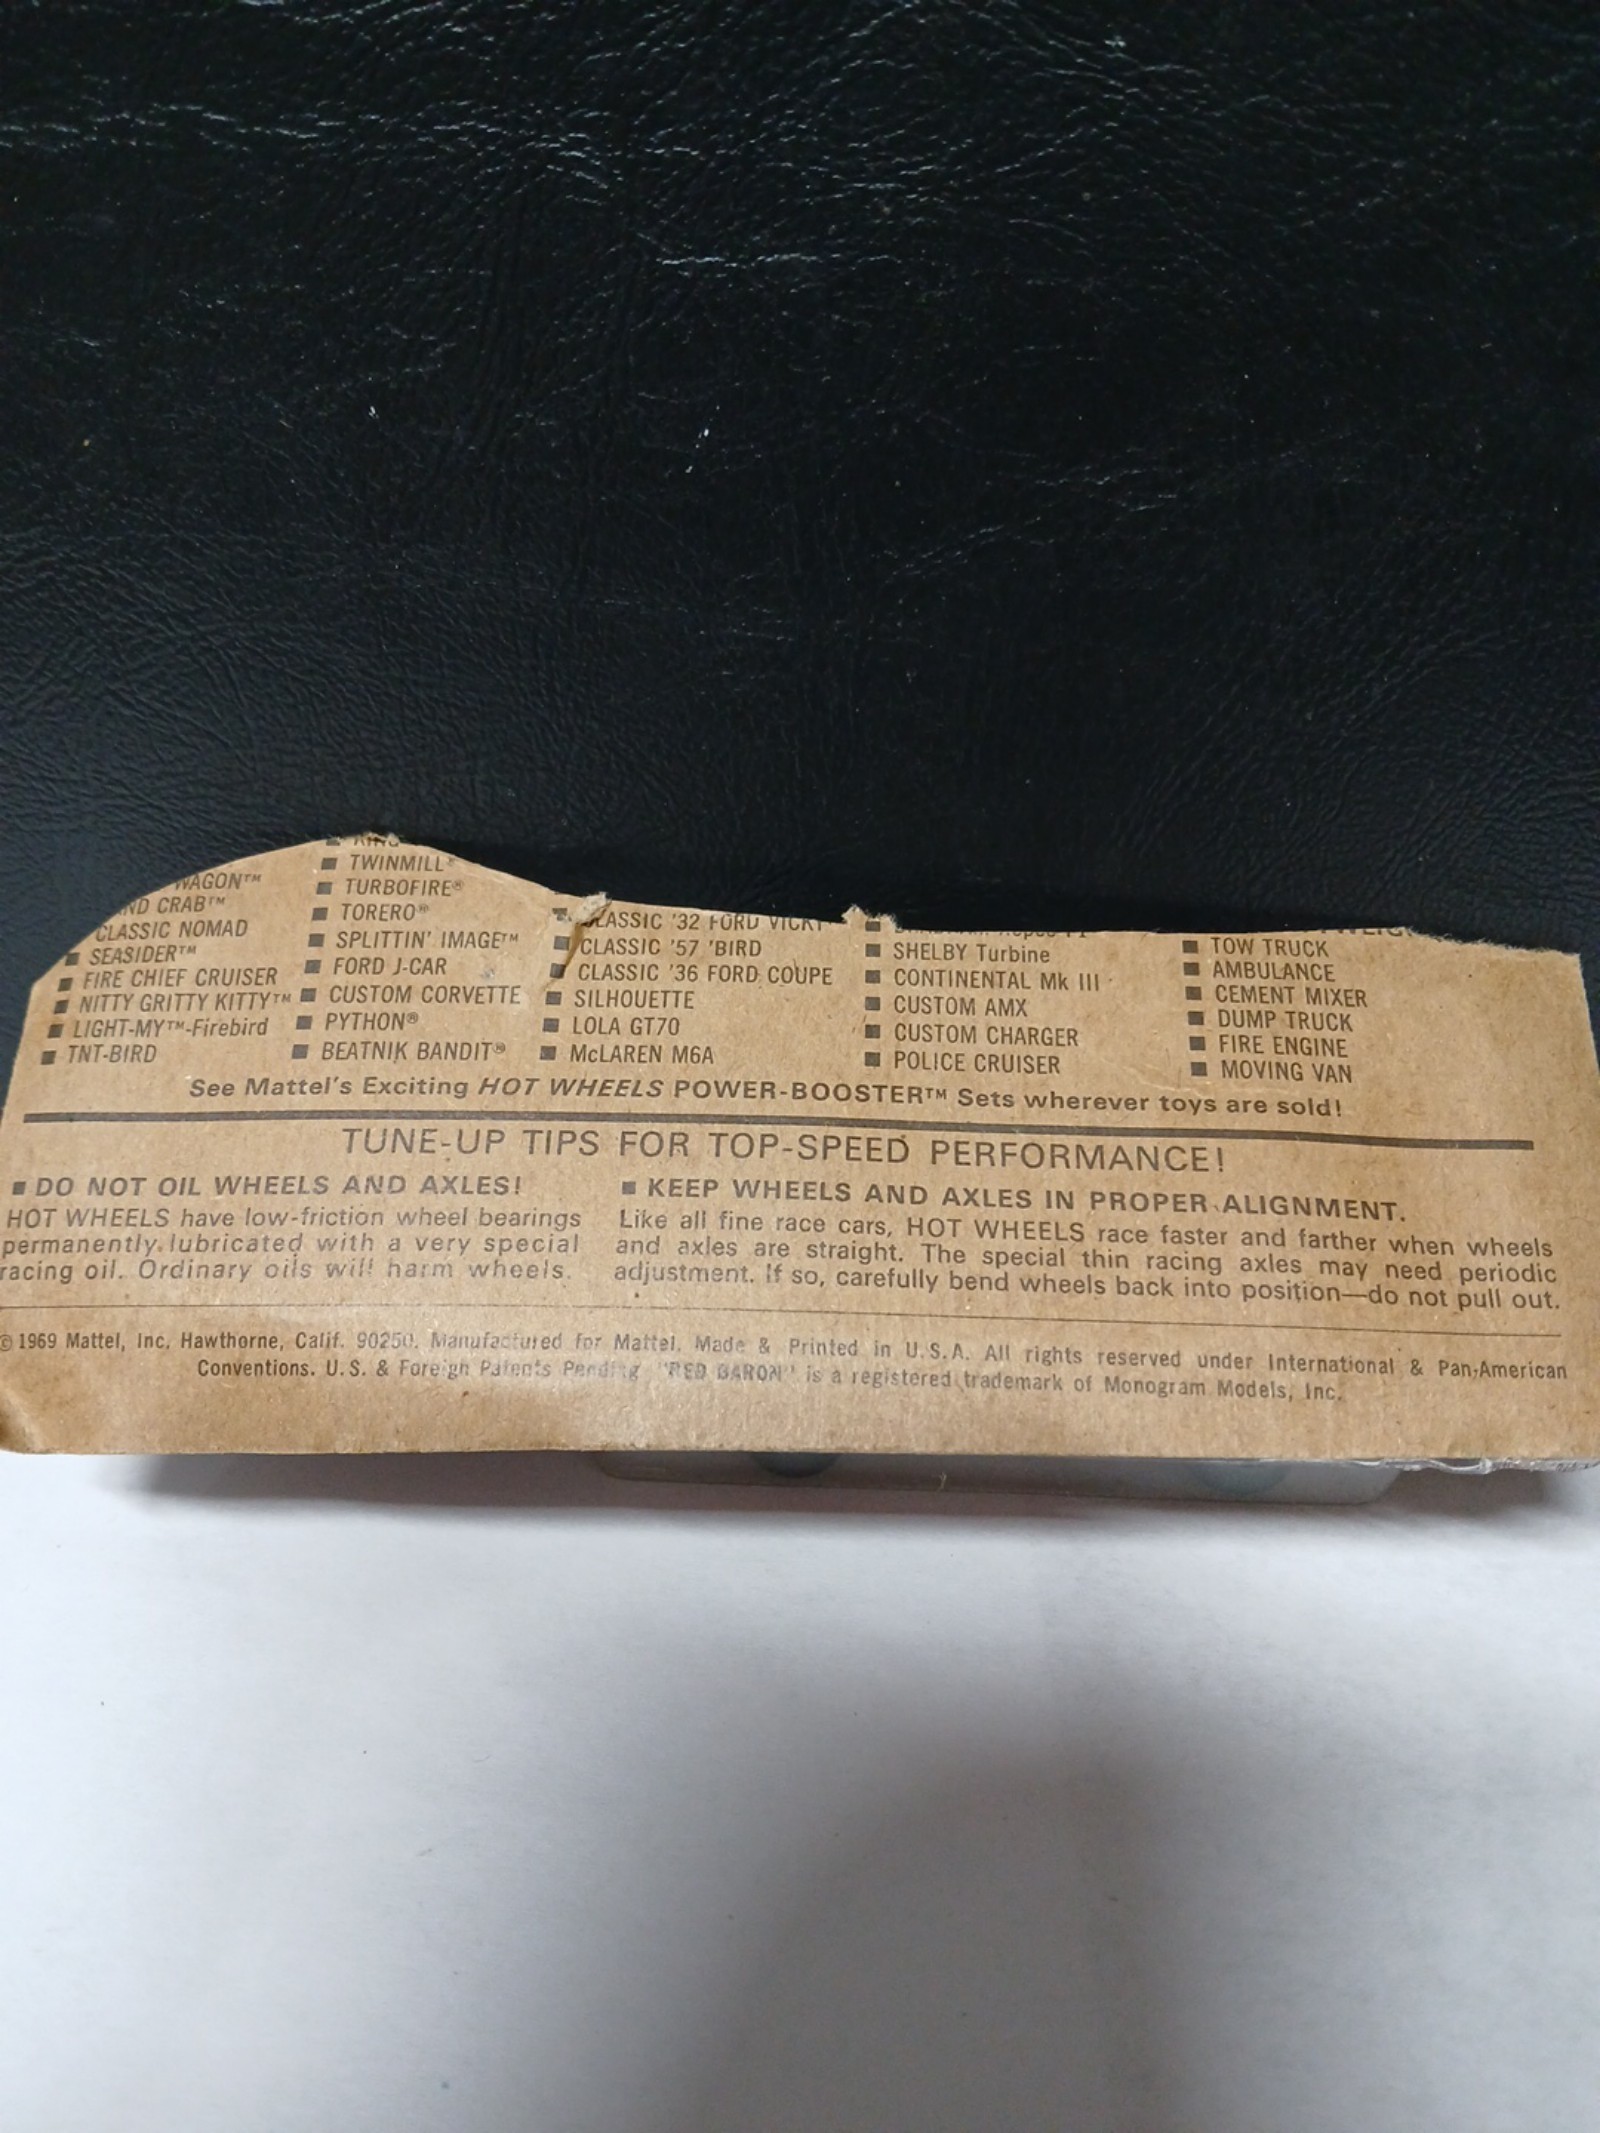 WAGON™
CRAB™
CLASSIC NOMAD
■ SEASIDER™
■ FIRE CHIEF CRUISER
■ NITTY GRITTY KITTY™
■ LIGHT-MY™-Firebird
■ TNT-BIRD
■ TWINMILL®
■ TURBOFIRE®
■ TORERO®
■ SPLITTIN' IMAGE™
■ FORD J-CAR
■ CUSTOM CORVETTE
■ PYTHON®
■ BEATNIK BANDIT®
■ CLASSIC '32 FORD VICKY
■ CLASSIC '57 'BIRD
■ CLASSIC '36 FORD COUPE
■ SILHOUETTE
■ LOLA GT70
■ McLAREN M6A
■ SHELBY Turbine
■ CONTINENTAL Mk III
■ CUSTOM AMX
■ CUSTOM CHARGER
■ POLICE CRUISER
■ TOW TRUCK
■ AMBULANCE
■ CEMENT MIXER
■ DUMP TRUCK
■ FIRE ENGINE
■ MOVING VAN
See Mattel's Exciting HOT WHEELS POWER-BOOSTER™ Sets wherever toys are sold!
TUNE-UP TIPS FOR TOP-SPEED PERFORMANCE!
■ DO NOT OIL WHEELS AND AXLES!
HOT WHEELS have low-friction wheel bearings
permanently lubricated with a very special
racing oil. Ordinary oils will harm wheels.
■ KEEP WHEELS AND AXLES IN PROPER ALIGNMENT.
Like all fine race cars, HOT WHEELS race faster and farther when wheels
and axles are straight. The special thin racing axles may need periodic
adjustment. If so, carefully bend wheels back into position—do not pull out.
©1969 Mattel, Inc. Hawthorne, Calif. 90250. Manufactured for Mattel. Made & Printed in U.S.A. All rights reserved under International & Pan-American
Conventions. U.S. & Foreign Patents Pending "RED BARON" is a registered trademark of Monogram Models, Inc.